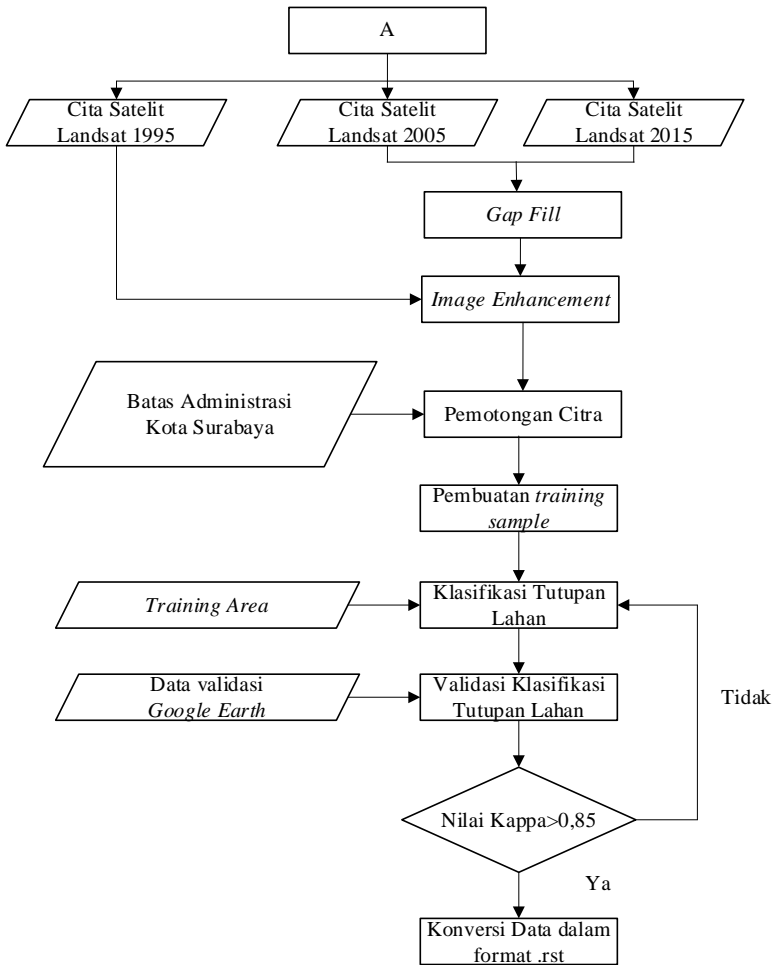 A
Cita Satelit
Landsat 1995
Cita Satelit
Landsat 2005
Cita Satelit
Landsat 2015
Gap Fill
Image Enhancement
Batas Administrasi
Kota Surabaya
Pemotongan Citra
Pembuatan training
sample
Training Area
Klasifikasi Tutupan
Lahan
Data validasi
Google Earth
Validasi Klasifikasi
Tutupan Lahan
Tidak
Nilai Kappa>0,85
Ya
Konversi Data dalam
format .rst